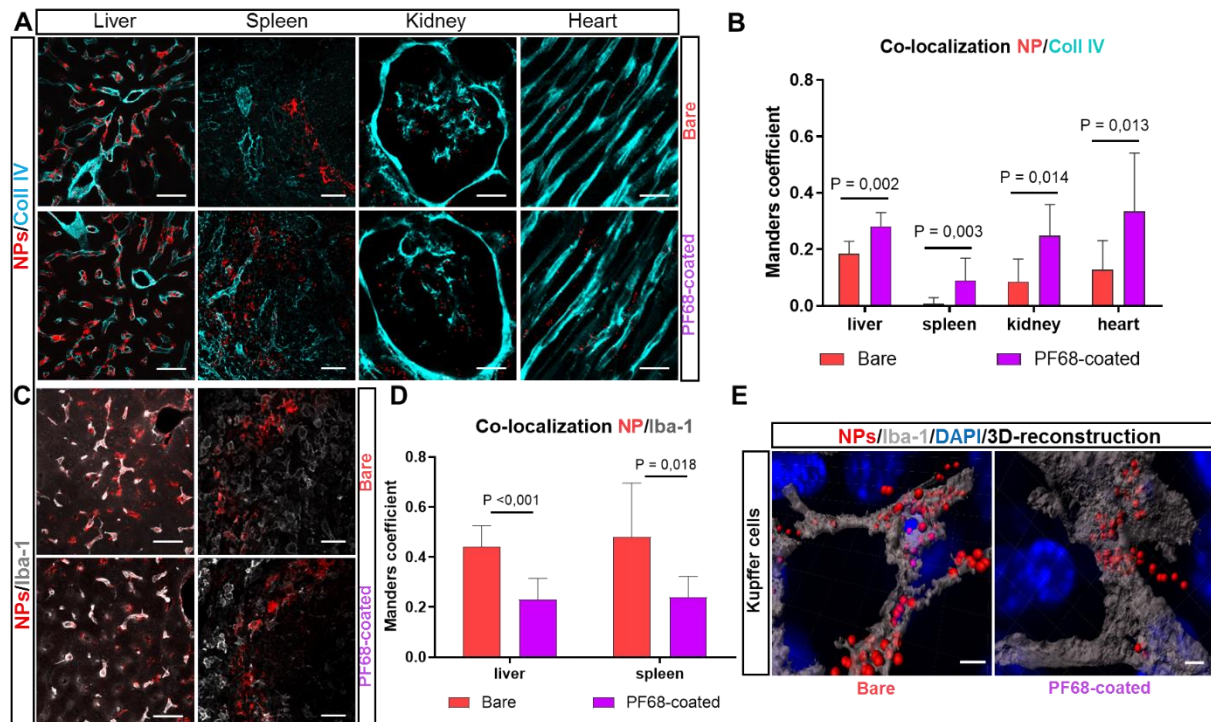 A
Liver Spleen Kidney Heart
NPs/Coll IV
Bare
PF68-coated
B
Co-localization NP/Coll IV
Manders coefficient
0.8
0.6
0.4
0.2
0.0
P = 0,002
P = 0,003
P = 0,014
P = 0,013
liver spleen kidney heart
Bare PF68-coated
C
NPs/Iba-1
Bare
PF68-coated
D
Co-localization NP/Iba-1
Manders coefficient
0.8
0.6
0.4
0.2
0.0
P <0,001
P = 0,018
liver spleen
Bare PF68-coated
E
NPs/Iba-1/DAPI/3D-reconstruction
Kupffer cells
Bare PF68-coated